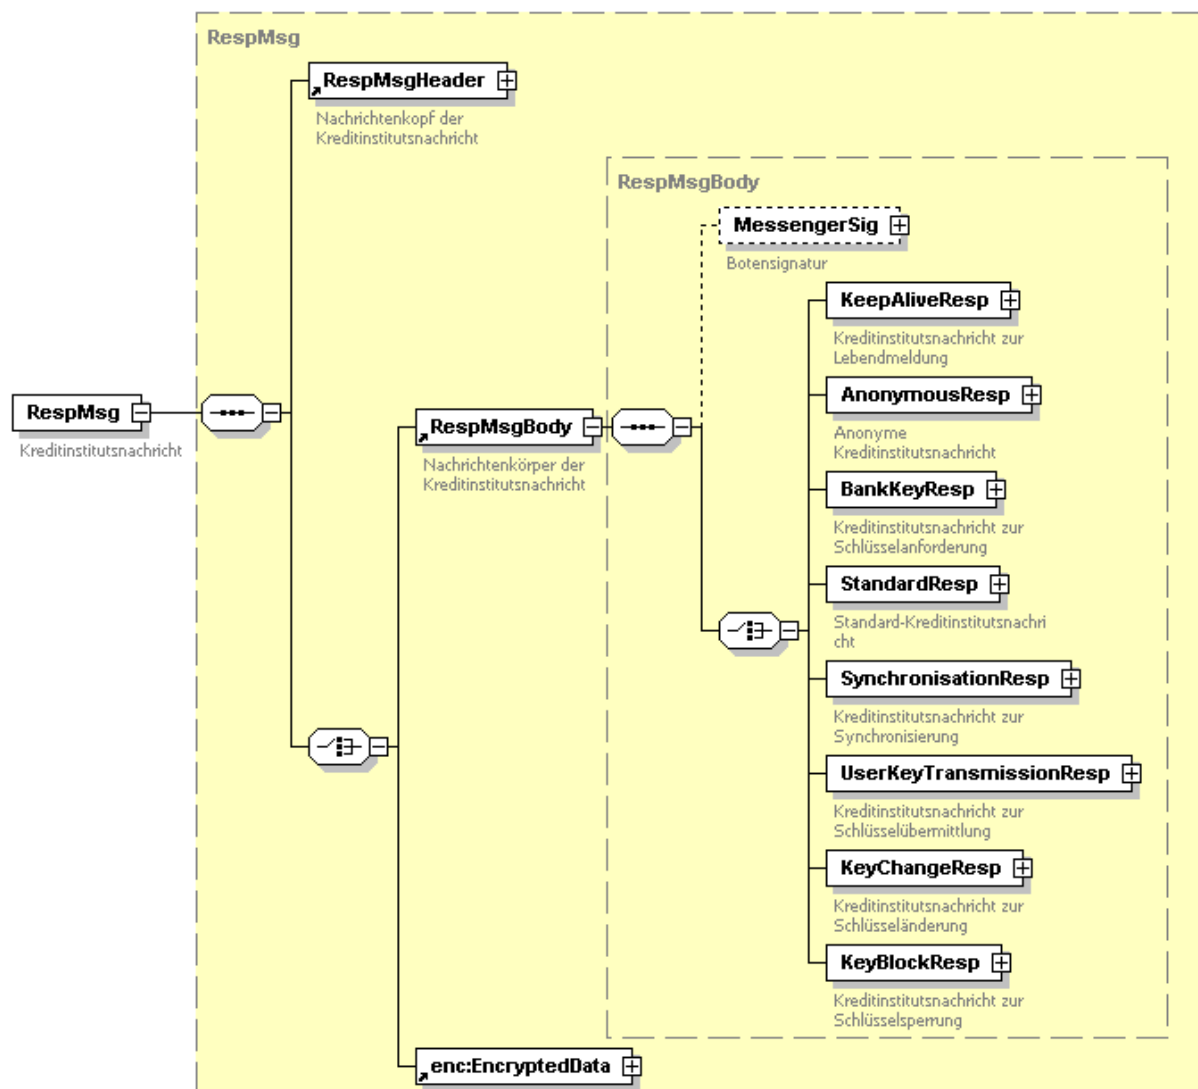 RespMsg
RespMsgHeader
Nachrichtenkopf der
Kreditinstitutsnachricht
RespMsgBody
MessengerSig
Botensignatur
KeepAliveResp
Kreditinstitutsnachricht zur
Lebendmeldung
RespMsg
Kreditinstitutsnachricht
RespMsgBody
Nachrichtenkörper der
Kreditinstitutsnachricht
AnonymousResp
Anonyme
Kreditinstitutsnachricht
BankKeyResp
Kreditinstitutsnachricht zur
Schlüsselanforderung
StandardResp
Standard-Kreditinstitutsnachri
cht
SynchronisationResp
Kreditinstitutsnachricht zur
Synchronisierung
UserKeyTransmissionResp
Kreditinstitutsnachricht zur
Schlüsselübermittlung
KeyChangeResp
Kreditinstitutsnachricht zur
Schlüsseländerung
KeyBlockResp
Kreditinstitutsnachricht zur
Schlüsselsperrung
enc:EncryptedData